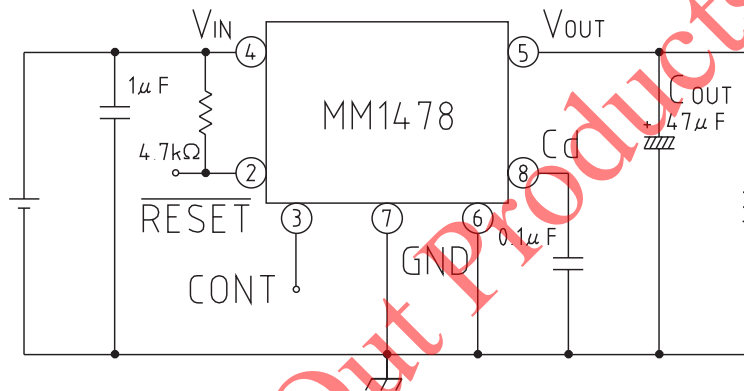 VIN
4
MM1478
5
VOUT
1μF
4.7kΩ
2
RESET
3
7
6
8
Cd
COUT
+
47μF
0.1μF
GND
CONT
Out Product